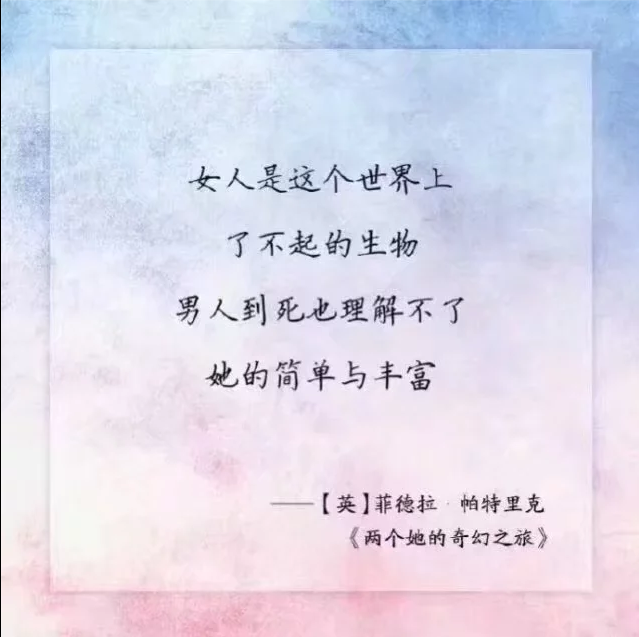 女人是这个世界上
了不起的生物
男人到死也理解不了
她的简单与丰富
——【英】菲德拉·帕特里克
《两个她的奇幻之旅》